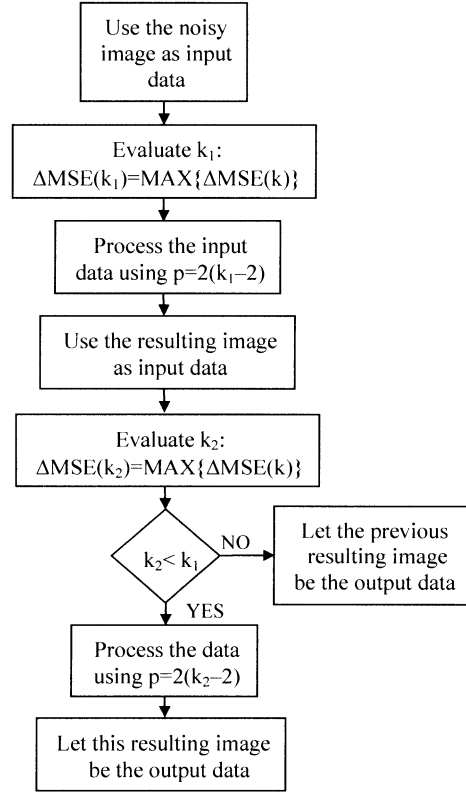 Use the noisy
image as input
data
Evaluate k₁:
ΔMSE(k₁)=MAX{ΔMSE(k)}
Process the input
data using p=2(k₁–2)
Use the resulting image
as input data
Evaluate k₂:
ΔMSE(k₂)=MAX{ΔMSE(k)}
k₂< k₁
NO
Let the previous
resulting image
be the output data
YES
Process the data
using p=2(k₂–2)
Let this resulting image
be the output data